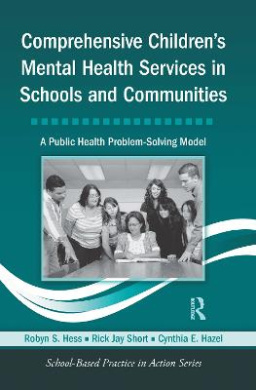 Comprehensive Children's
Mental Health Services in
Schools and Communities
A Public Health Problem-Solving Model
R
Robyn S. Hess ■ Rick Jay Short ■ Cynthia E. Hazel
School-Based Practice in Action Series